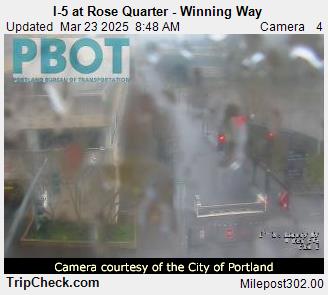 I-5 at Rose Quarter - Winning Way
Updated Mar 23 2025 8:48 AM Camera 4
PBOT
PORTLAND BUREAU OF TRANSPORTATION
Camera courtesy of the City of Portland
TripCheck.com Milepost302.00